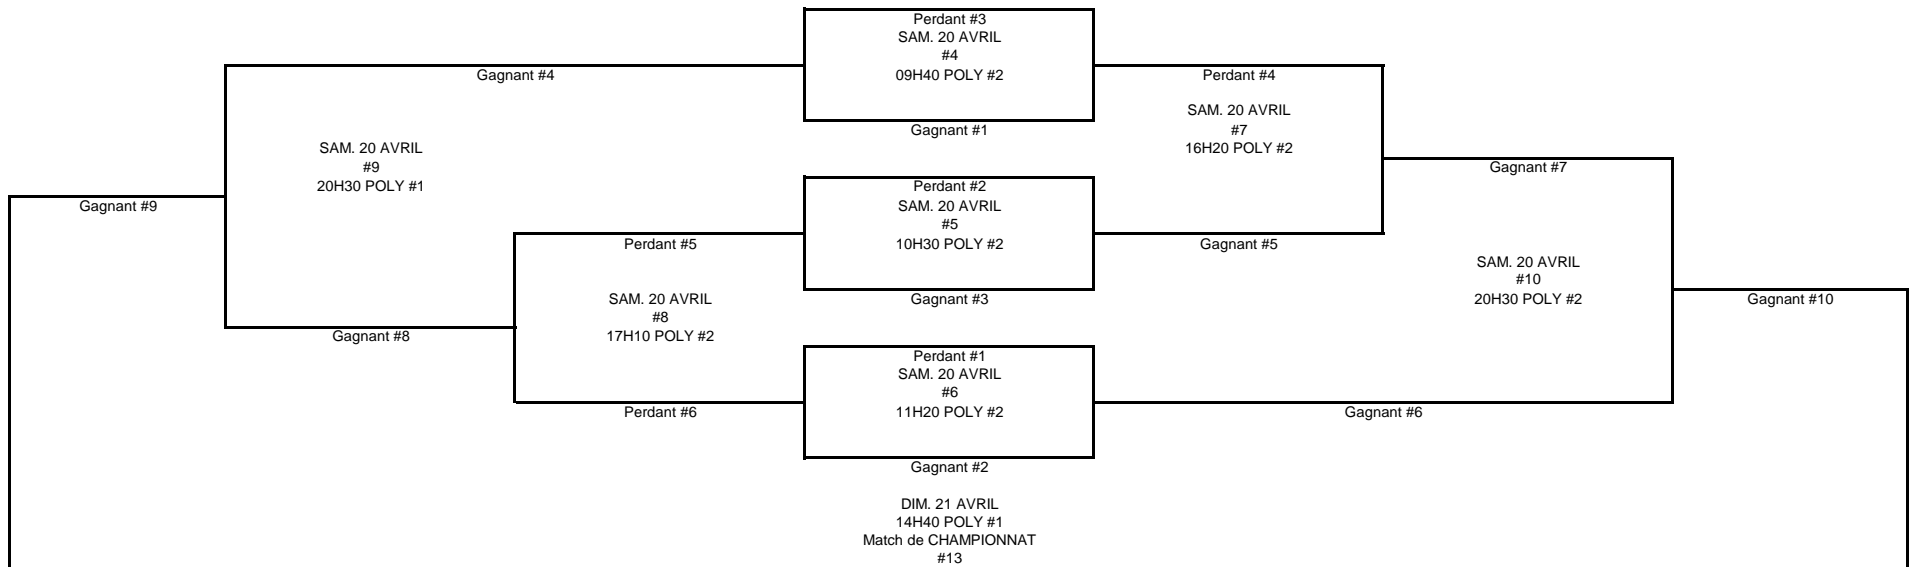 Perdant #3
SAM. 20 AVRIL
#4
09H40 POLY #2
Gagnant #4
Perdant #4
SAM. 20 AVRIL
#7
16H20 POLY #2
Gagnant #1
SAM. 20 AVRIL
#9
20H30 POLY #1
Gagnant #7
Perdant #2
SAM. 20 AVRIL
#5
10H30 POLY #2
Gagnant #9
Perdant #5
Gagnant #5
SAM. 20 AVRIL
#10
20H30 POLY #2
Gagnant #3
SAM. 20 AVRIL
#8
17H10 POLY #2
Gagnant #10
Gagnant #8
Perdant #1
SAM. 20 AVRIL
#6
11H20 POLY #2
Perdant #6
Gagnant #6
Gagnant #2
DIM. 21 AVRIL
14H40 POLY #1
Match de CHAMPIONNAT
#13